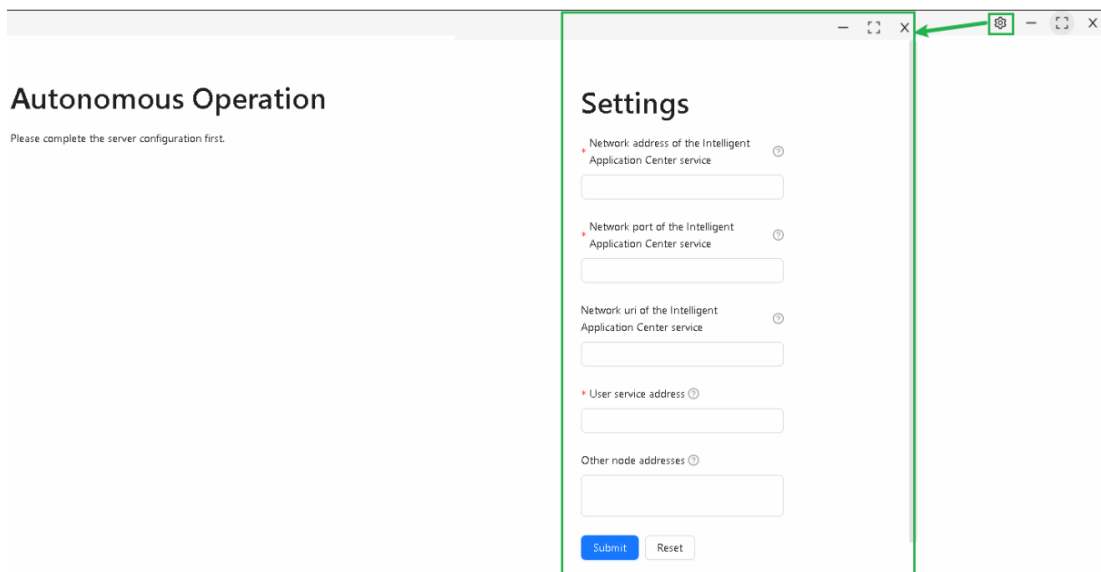 Autonomous Operation
Please complete the server configuration first.
Settings
* Network address of the Intelligent
Application Center service
* Network port of the Intelligent
Application Center service
Network uri of the Intelligent
Application Center service
* User service address
Other node addresses
Submit
Reset